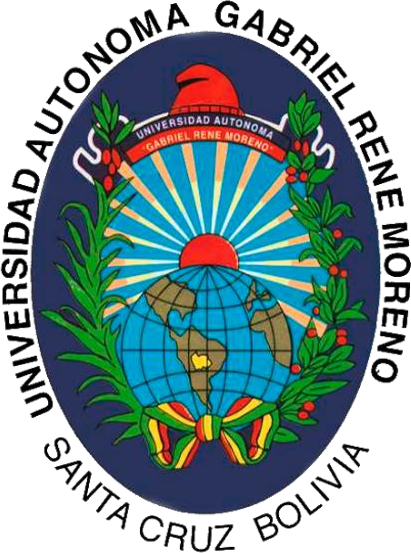 UNIVERSIDAD AUTONOMA GABRIEL RENE MORENO
UNIVERSIDAD AUTONOMA
"GABRIEL RENE MORENO"
SANTA CRUZ BOLIVIA